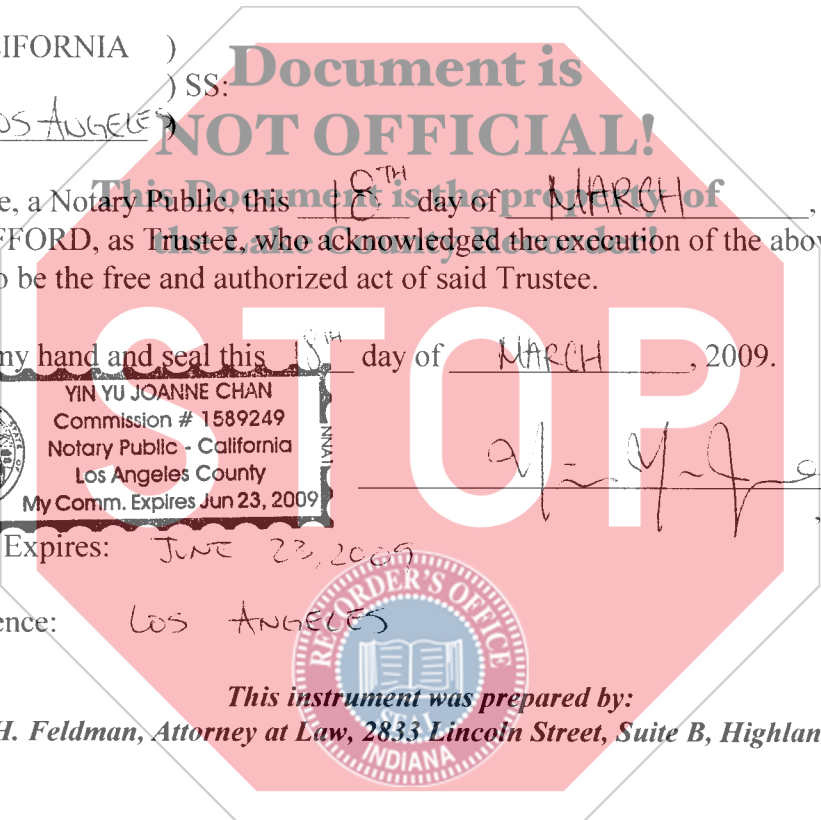 LIFORNIA )
) SS:
OS ANGELES)
Document is
NOT OFFICIAL!
This Document is the property of
the Lake County Recorder!
e, a Notary Public, this 18TH day of MARCH ,
FFORD, as Trustee, who acknowledged the execution of the abov
o be the free and authorized act of said Trustee.
STOP
my hand and seal this 18TH day of MARCH , 2009.
YIN YU JOANNE CHAN
Commission # 1589249
Notary Public - California
Los Angeles County
My Comm. Expires Jun 23, 2009
NNA
Expires: JUNE 23, 2009
ence: LOS ANGELES
RECORDER'S OFFICE
SEAL
INDIANA
This instrument was prepared by:
H. Feldman, Attorney at Law, 2833 Lincoln Street, Suite B, Highlan